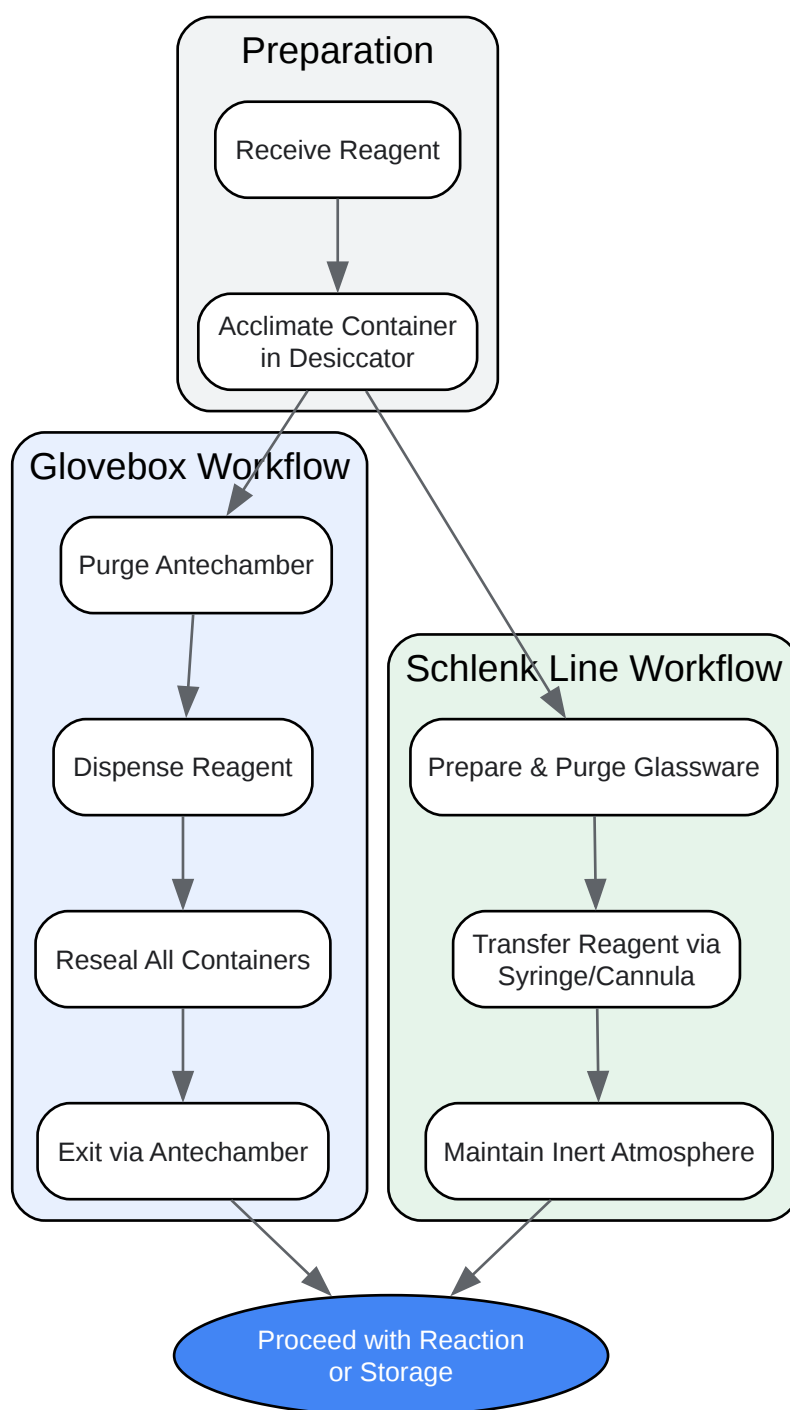 Preparation
Receive Reagent
Acclimate Container
in Desiccator
Glovebox Workflow
Purge Antechamber
Dispense Reagent
Reseal All Containers
Exit via Antechamber
Schlenk Line Workflow
Prepare & Purge Glassware
Transfer Reagent via
Syringe/Cannula
Maintain Inert Atmosphere
Proceed with Reaction
or Storage